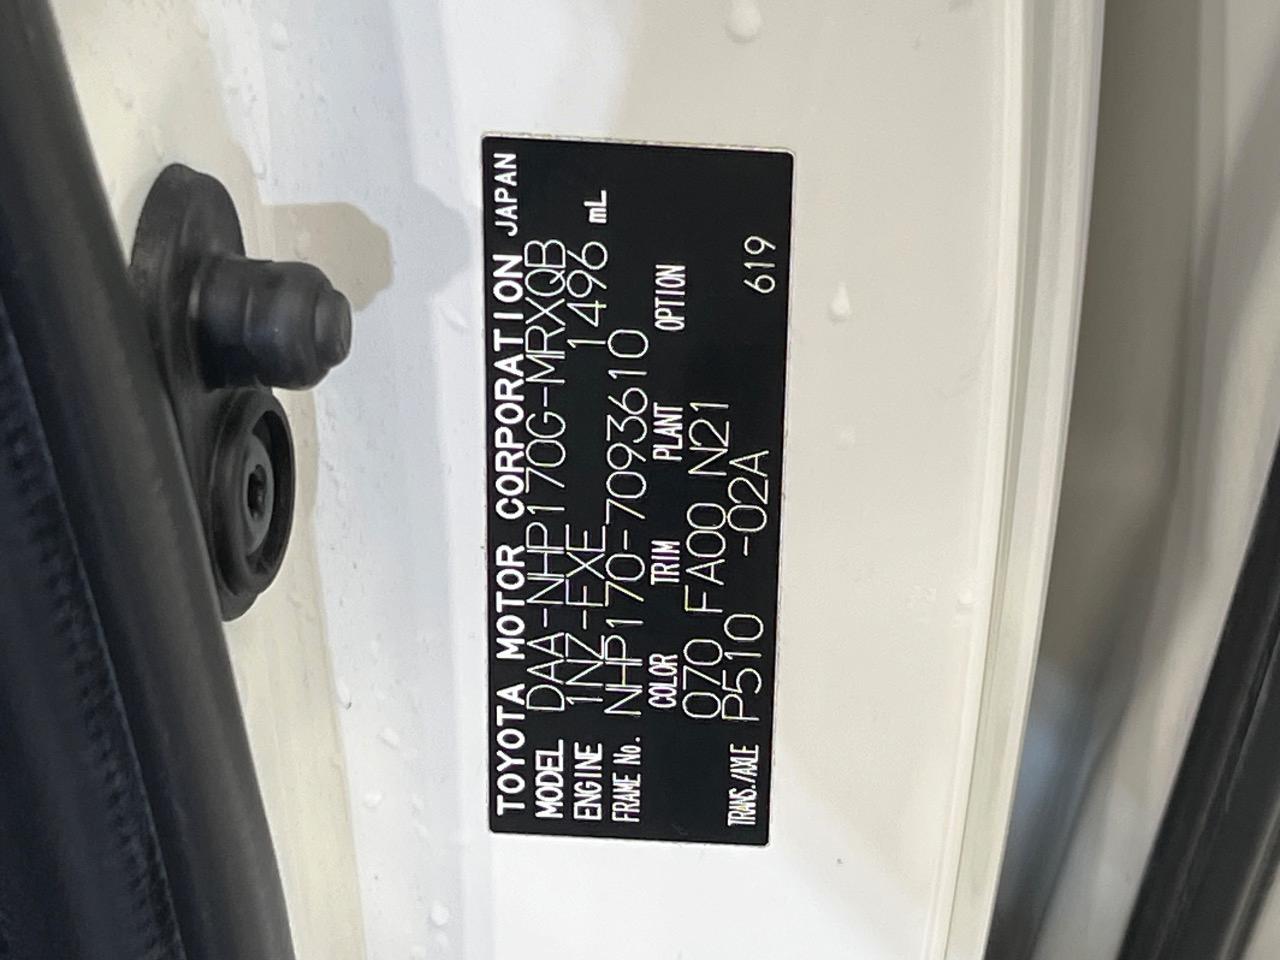 TOYOTA MOTOR CORPORATION JAPAN
MODEL DAA-NHP170G-MRXQB
ENGINE 1NZ-FXE 1496 mL
FRAME No. NHP170-7093610
COLOR TRIM PLANT OPTION
070 FA00 N21
TRANS./AXLE P510 -02A 619